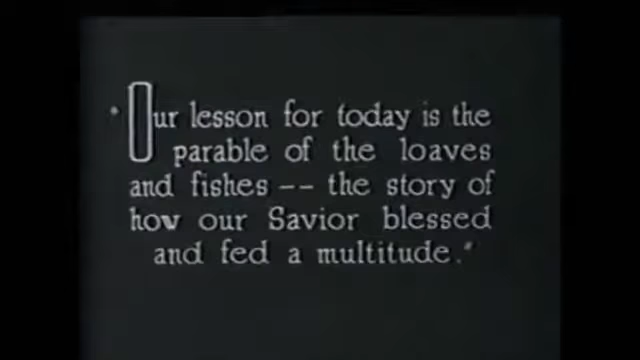 "Our lesson for today is the
parable of the loaves
and fishes -- the story of
how our Savior blessed
and fed a multitude."